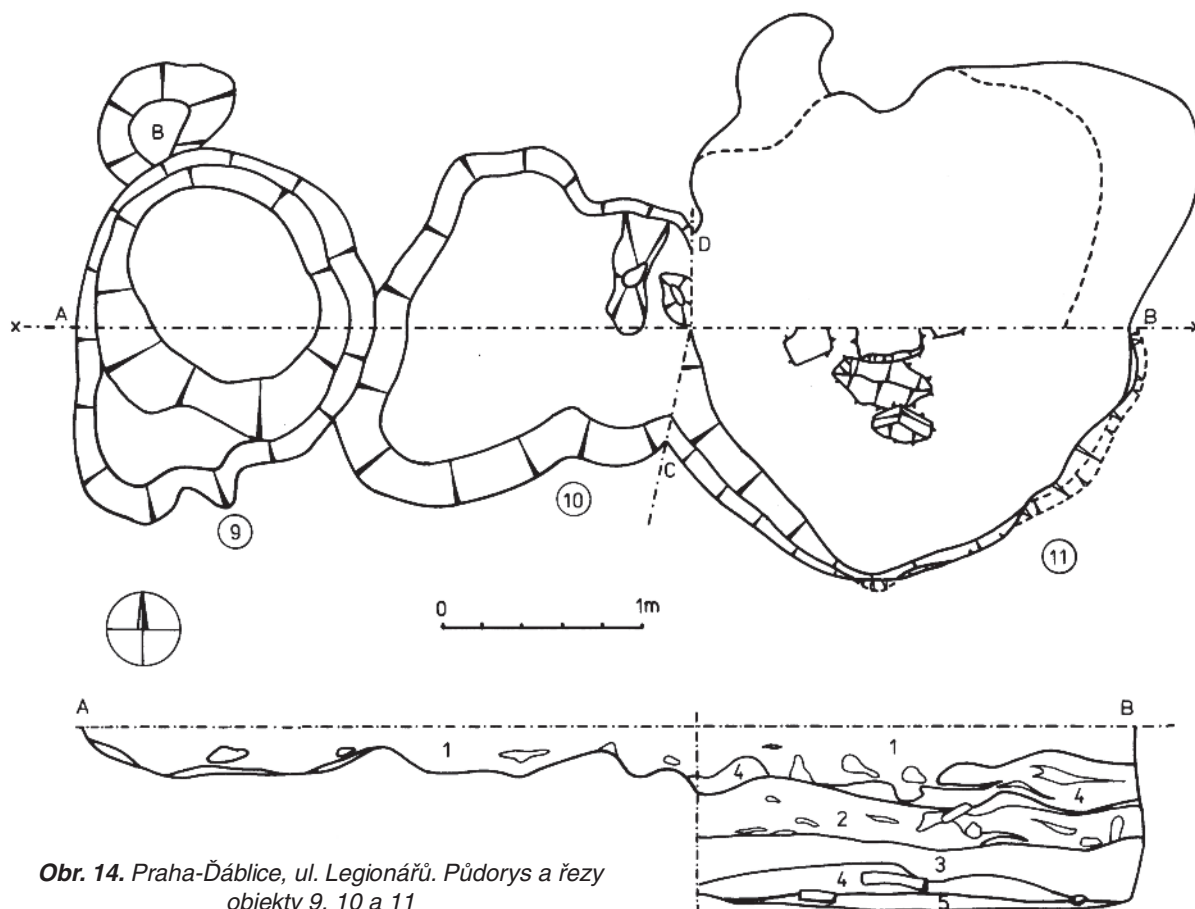 B
D
x A B
C
9 10 11
0 1m
A B
1 1
4 4
2
3
4
5
Obr. 14. Praha-Ďáblice, ul. Legionářů. Půdorys a řezy
objekty 9, 10 a 11